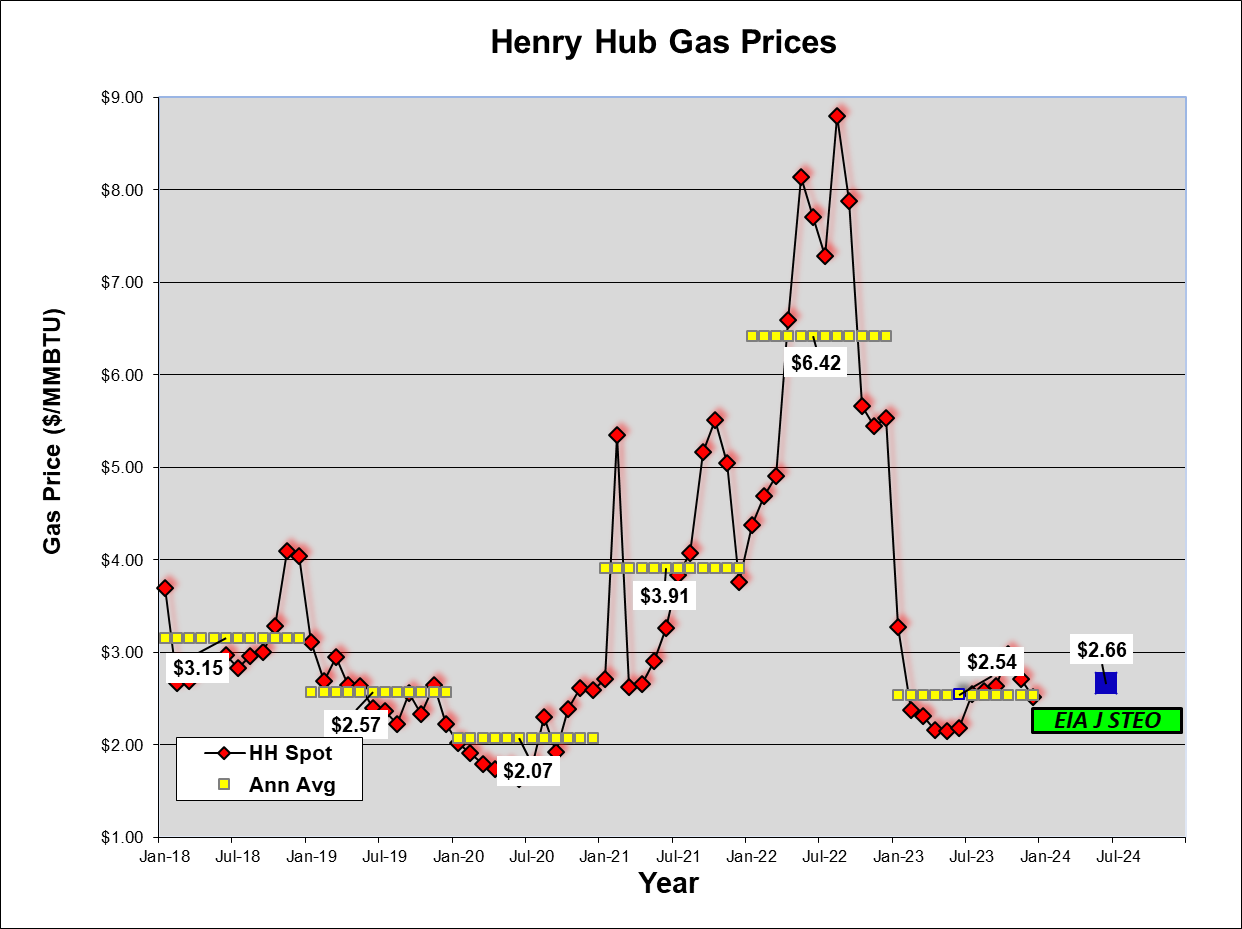 Henry Hub Gas Prices
Gas Price ($/MMBTU)
$9.00
$8.00
$7.00
$6.00
$5.00
$4.00
$3.00
$2.00
$1.00
$3.15
$2.57
$2.07
$3.91
$6.42
$2.54
$2.66
EIA J STEO
HH Spot
Ann Avg
Jan-18 Jul-18 Jan-19 Jul-19 Jan-20 Jul-20 Jan-21 Jul-21 Jan-22 Jul-22 Jan-23 Jul-23 Jan-24 Jul-24
Year